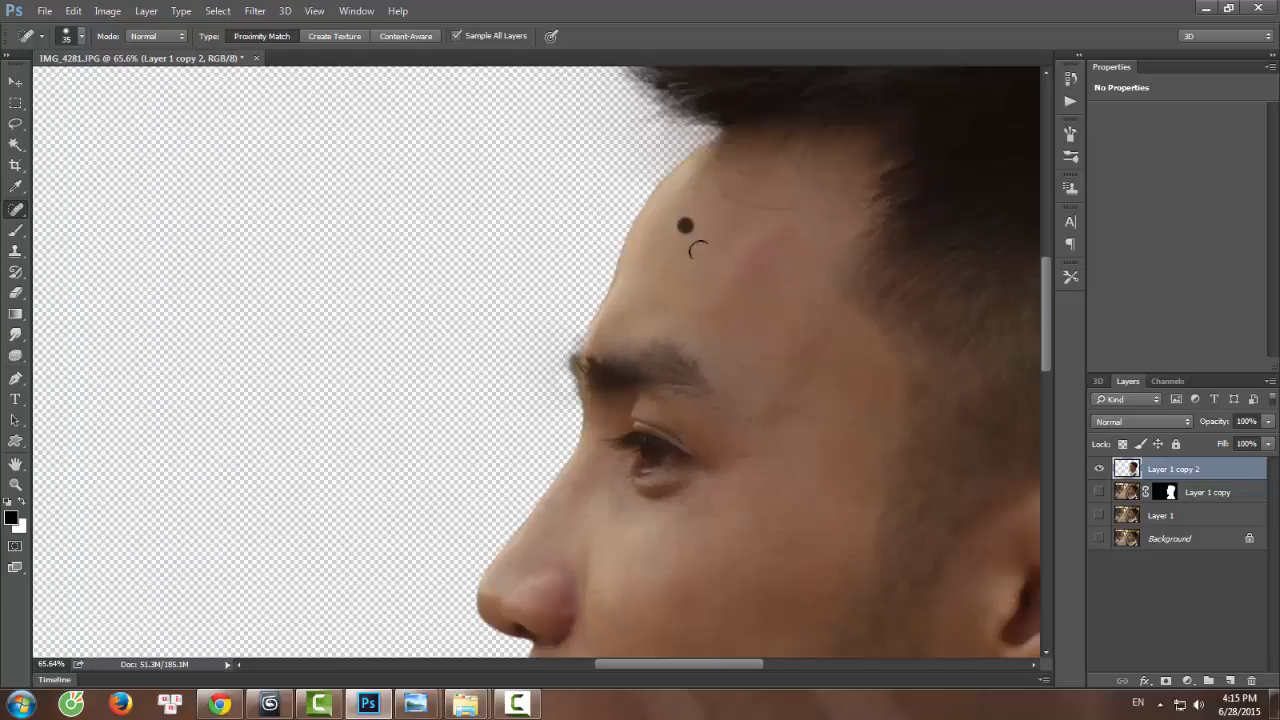 Ps File Edit Image Layer Type Select Filter 3D View Window Help
35 Mode: Normal Type: Proximity Match Create Texture Content-Aware Sample All Layers 3D
IMG_4281.JPG @ 65.6% (Layer 1 copy 2, RGB/8) *
Properties
No Properties
3D Layers Channels
Kind
Normal Opacity: 100%
Lock: Fill: 100%
Layer 1 copy 2
Layer 1 copy
Layer 1
Background
65.64% Doc: 51.3M/185.1M
Timeline
Ps EN 4:15 PM
6/28/2015